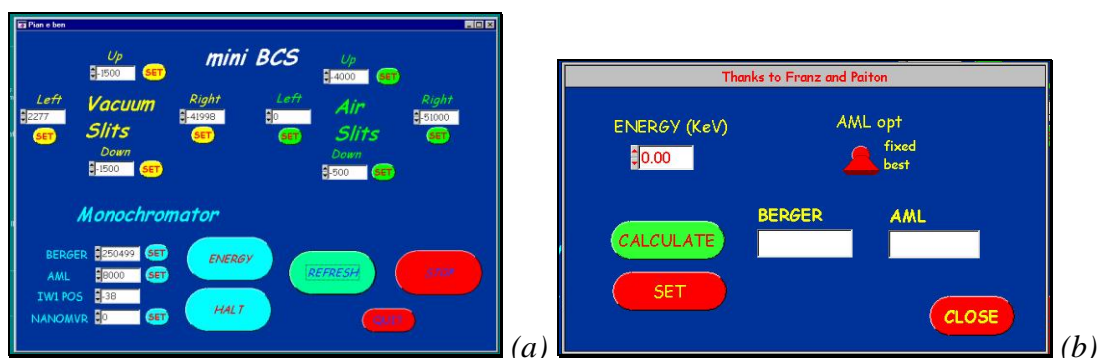 Pian e ben
mini BCS
Up
-1500 SET
Up
-4000 SET
Left
2277
SET
Vacuum
Slits
Right
-41998
SET
Left
0
SET
Air
Slits
Right
-51000
SET
Down
-1500 SET
Down
-500 SET
Monochromator
BERGER 250499 SET
AML 8000 SET
IW1 POS -38
NANOMVR 0 SET
ENERGY
HALT
REFRESH
STOP
(a)
Thanks to Franz and Paiton
ENERGY (KeV)
0.00
AML opt
fixed
best
CALCULATE
SET
BERGER
AML
CLOSE
(b)